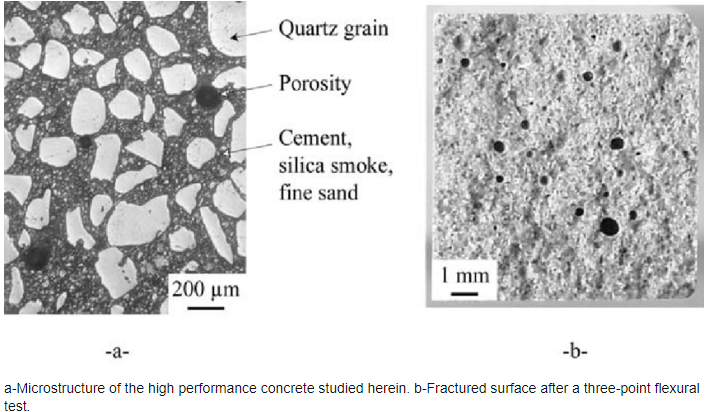 Quartz grain
Porosity
Cement,
silica smoke,
fine sand
200 µm
1 mm
-a-
-b-
a-Microstructure of the high performance concrete studied herein. b-Fractured surface after a three-point flexural
test.